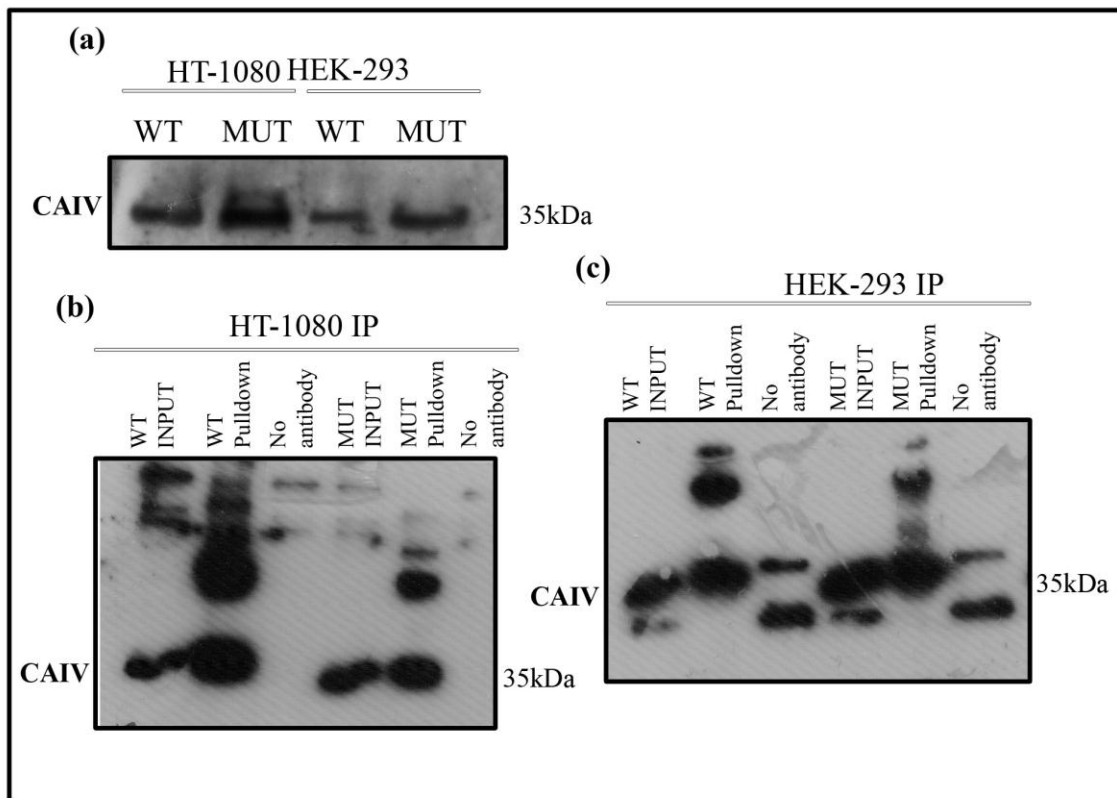 (a)
HT-1080 HEK-293
WT MUT WT MUT
CAIV 35kDa
(b)
HT-1080 IP
WT INPUT
WT Pulldown
No antibody
MUT INPUT
MUT Pulldown
No antibody
CAIV 35kDa
(c)
HEK-293 IP
WT INPUT
WT Pulldown
No antibody
MUT INPUT
MUT Pulldown
No antibody
CAIV 35kDa